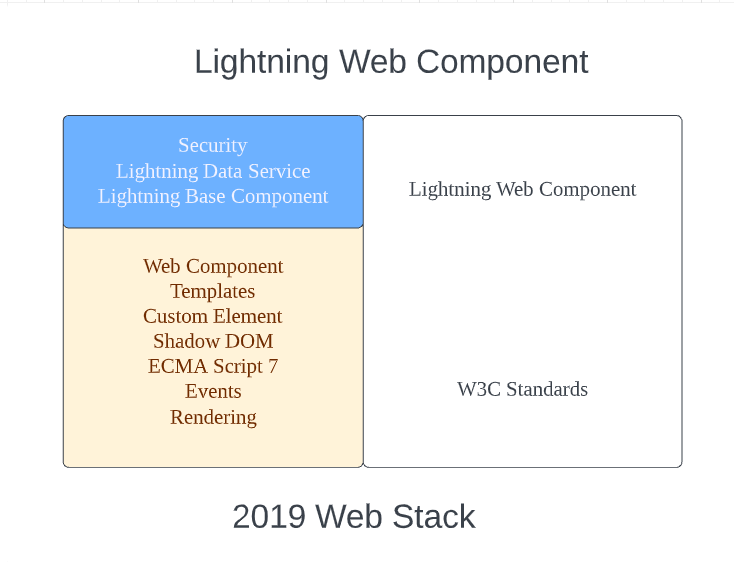 Lightning Web Component
Security
Lightning Data Service
Lightning Base Component
Web Component
Templates
Custom Element
Shadow DOM
ECMA Script 7
Events
Rendering
Lightning Web Component
W3C Standards
2019 Web Stack